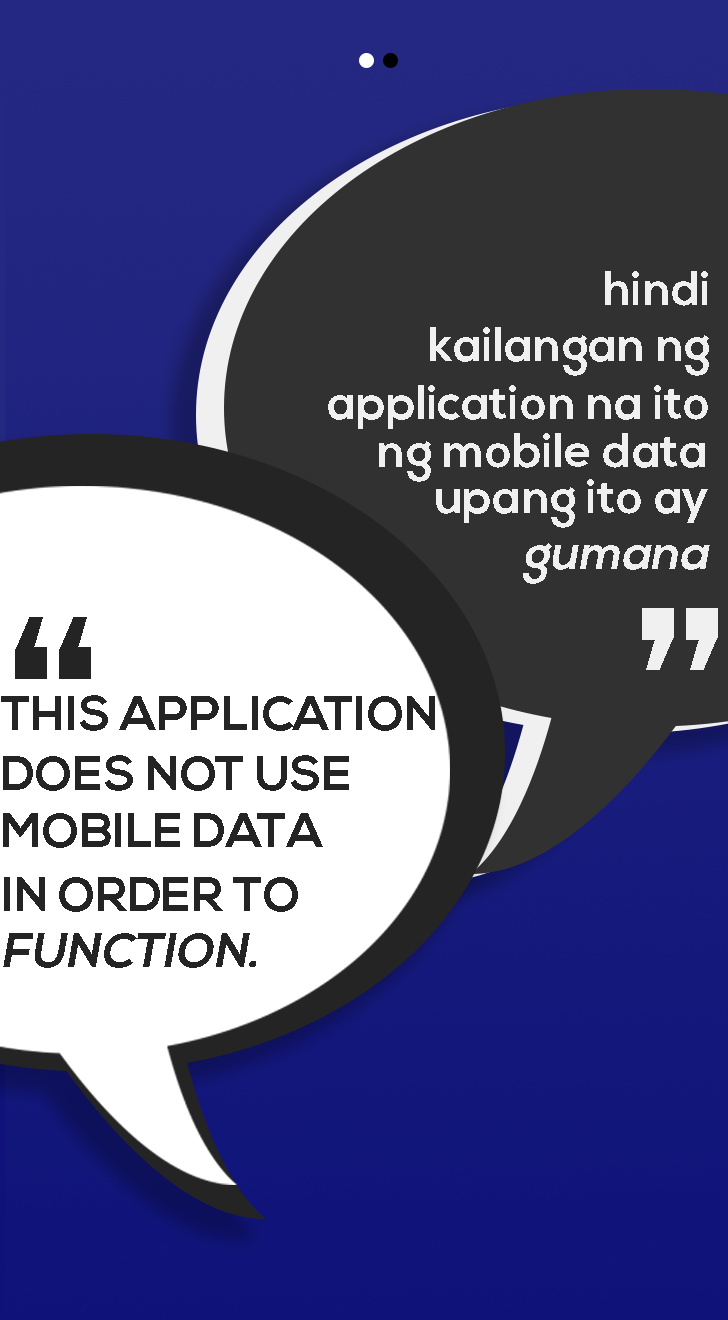 hindi
kailangan ng
application na ito
ng mobile data
upang ito ay
gumana
”
“
THIS APPLICATION
DOES NOT USE
MOBILE DATA
IN ORDER TO
FUNCTION.